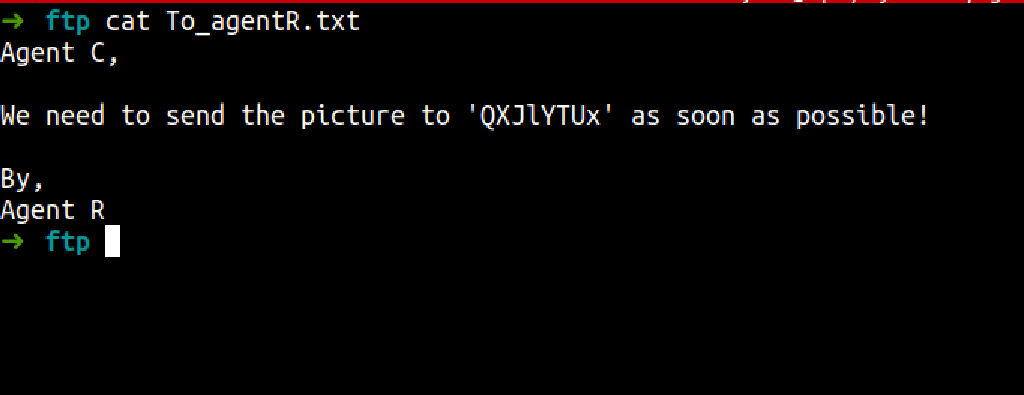 ➜ ftp cat To_agentR.txt
Agent C,
We need to send the picture to 'QXJlYTUx' as soon as possible!
By,
Agent R
➜ ftp